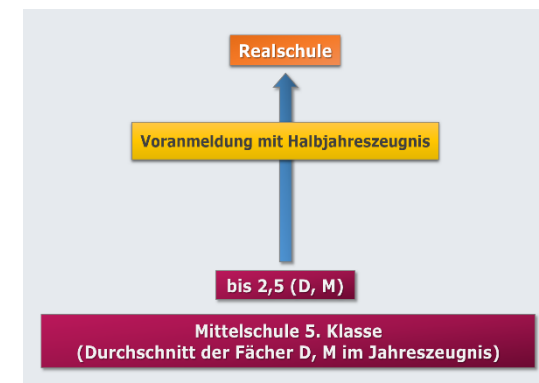 Realschule
Voranmeldung mit Halbjahreszeugnis
bis 2,5 (D, M)
Mittelschule 5. Klasse
(Durchschnitt der Fächer D, M im Jahreszeugnis)